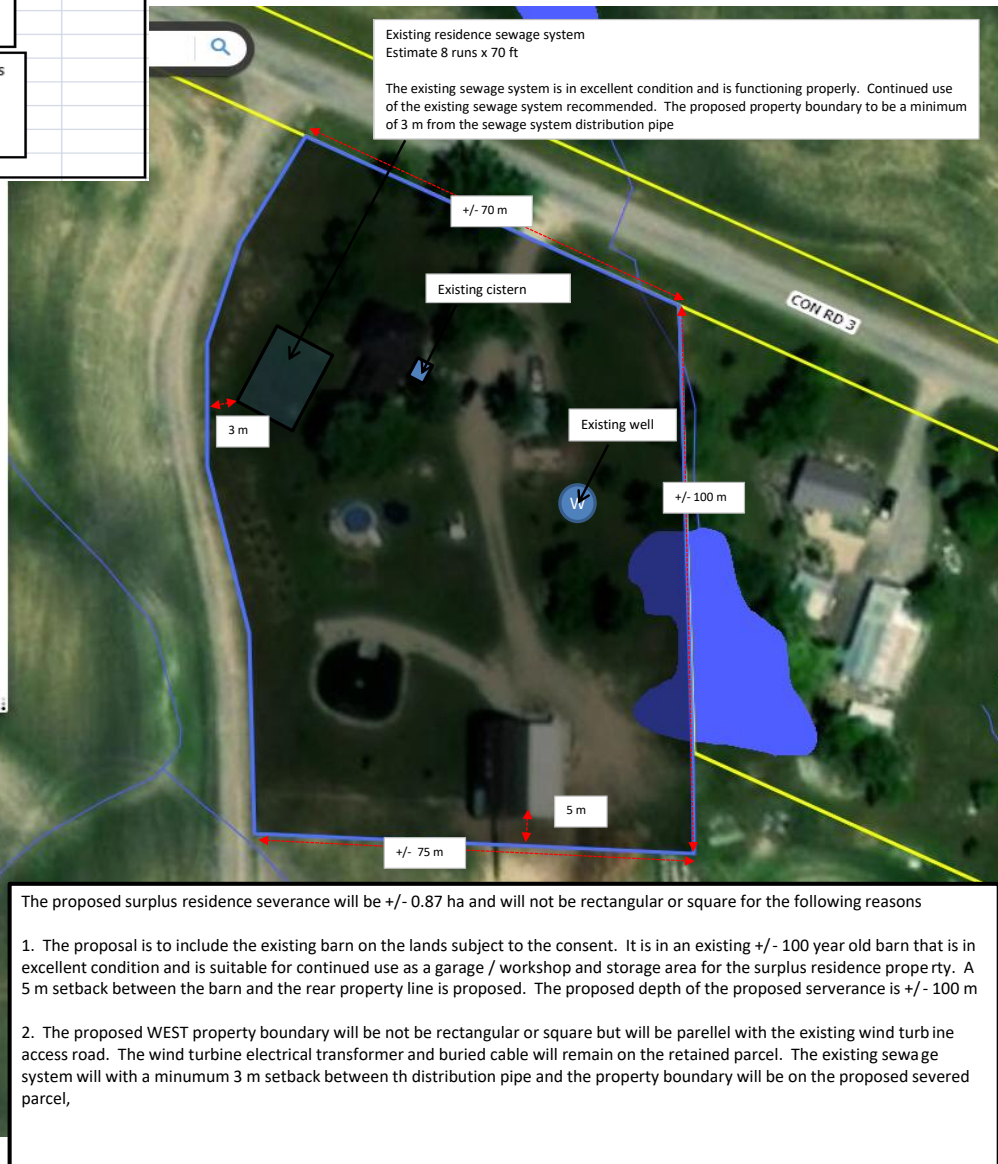 s
Existing residence sewage system
Estimate 8 runs x 70 ft
The existing sewage system is in excellent condition and is functioning properly. Continued use
of the existing sewage system recommended. The proposed property boundary to be a minimum
of 3 m from the sewage system distribution pipe
+/- 70 m
Existing cistern
CON RD 3
3 m
Existing well
W
+/- 100 m
5 m
+/- 75 m
The proposed surplus residence severance will be +/- 0.87 ha and will not be rectangular or square for the following reasons
1. The proposal is to include the existing barn on the lands subject to the consent. It is in an existing +/- 100 year old barn that is in
excellent condition and is suitable for continued use as a garage / workshop and storage area for the surplus residence property. A
5 m setback between the barn and the rear property line is proposed. The proposed depth of the proposed serverance is +/- 100 m
2. The proposed WEST property boundary will be not be rectangular or square but will be parellel with the existing wind turbine
access road. The wind turbine electrical transformer and buried cable will remain on the retained parcel. The existing sewage
system will with a minumum 3 m setback between th distribution pipe and the property boundary will be on the proposed severed
parcel,